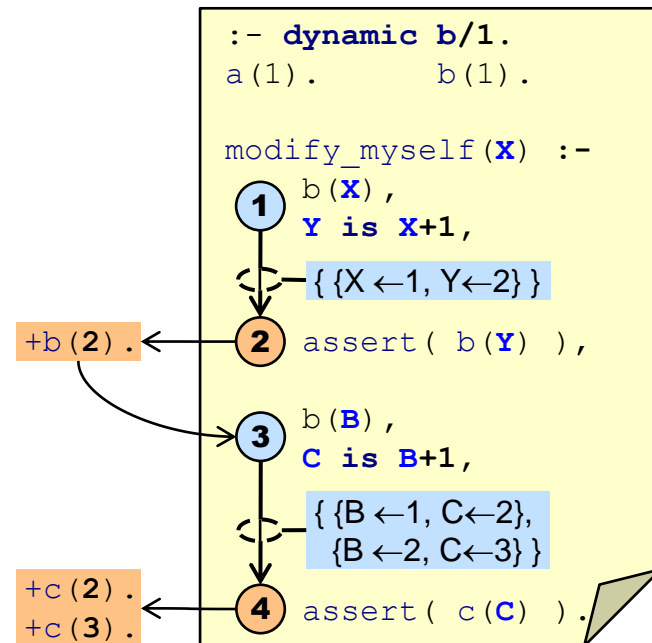 :- dynamic b/1.
a(1). b(1).
modify_myself(X) :-
1 b(X),
Y is X+1,
{ {X ←1, Y←2} }
+b(2). 2 assert( b(Y) ),
3 b(B),
C is B+1,
{ {B ←1, C←2},
{B ←2, C←3} }
+c(2).
4 assert( c(C) ).
+c(3).